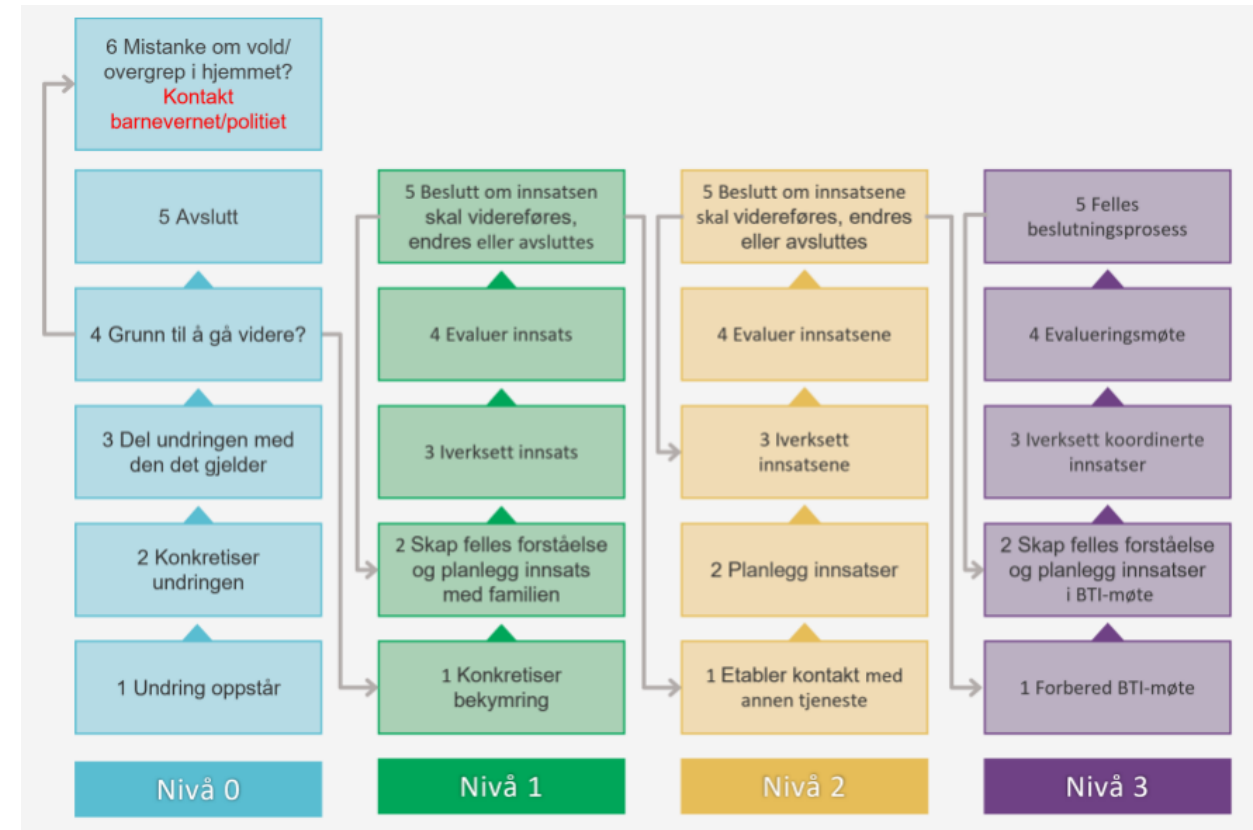 6 Mistanke om vold/
overgrep i hjemmet?
Kontakt
barnevernet/politiet
5 Avslutt
4 Grunn til å gå videre?
3 Del undringen med
den det gjelder
2 Konkretiser
undringen
1 Undring oppstår
Nivå 0
5 Beslutt om innsatsen
skal videreføres,
endres eller avsluttes
4 Evaluer innsats
3 Iverksett innsats
2 Skap felles forståelse
og planlegg innsats
med familien
1 Konkretiser
bekymring
Nivå 1
5 Beslutt om innsatsene
skal videreføres, endres
eller avsluttes
4 Evaluer innsatsene
3 Iverksett
innsatsene
2 Planlegg innsatser
1 Etabler kontakt med
annen tjeneste
Nivå 2
5 Felles
beslutningsprosess
4 Evalueringsmøte
3 Iverksett koordinerte
innsatser
2 Skap felles forståelse
og planlegg innsatser
i BTI-møte
1 Forbered BTI-møte
Nivå 3